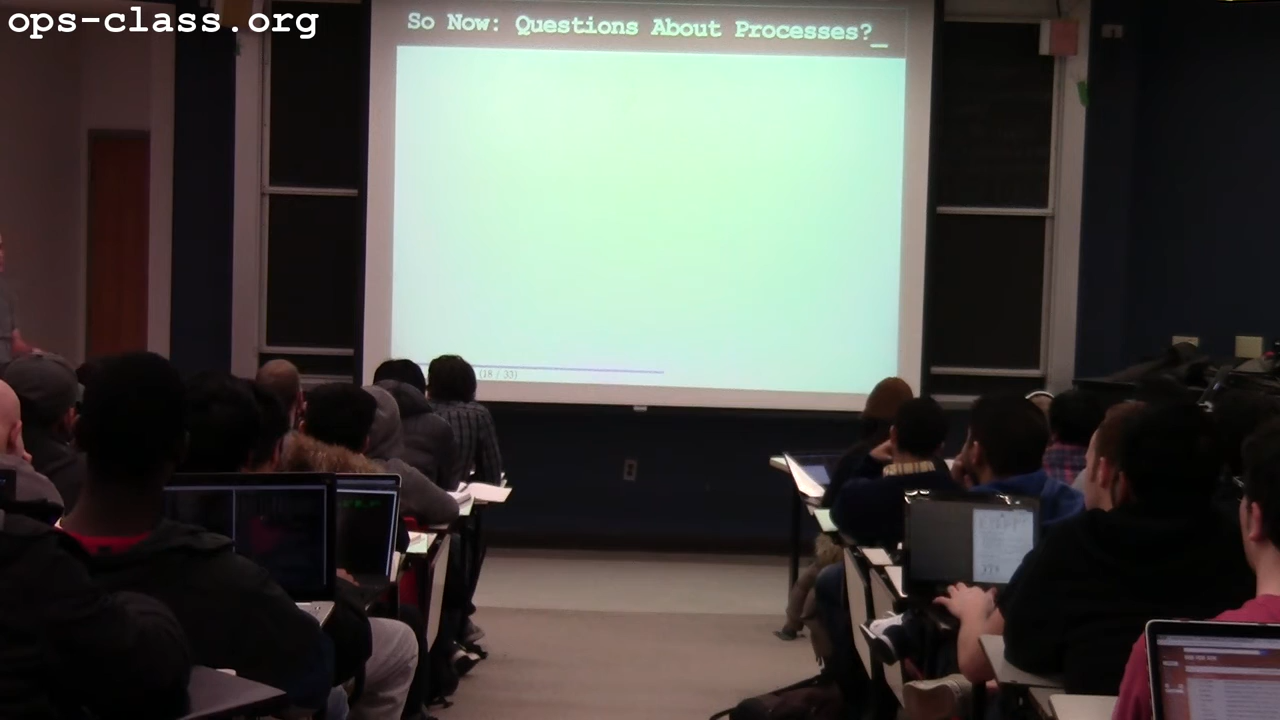 ops-class.org
So Now: Questions About Processes?_
(18 / 33)